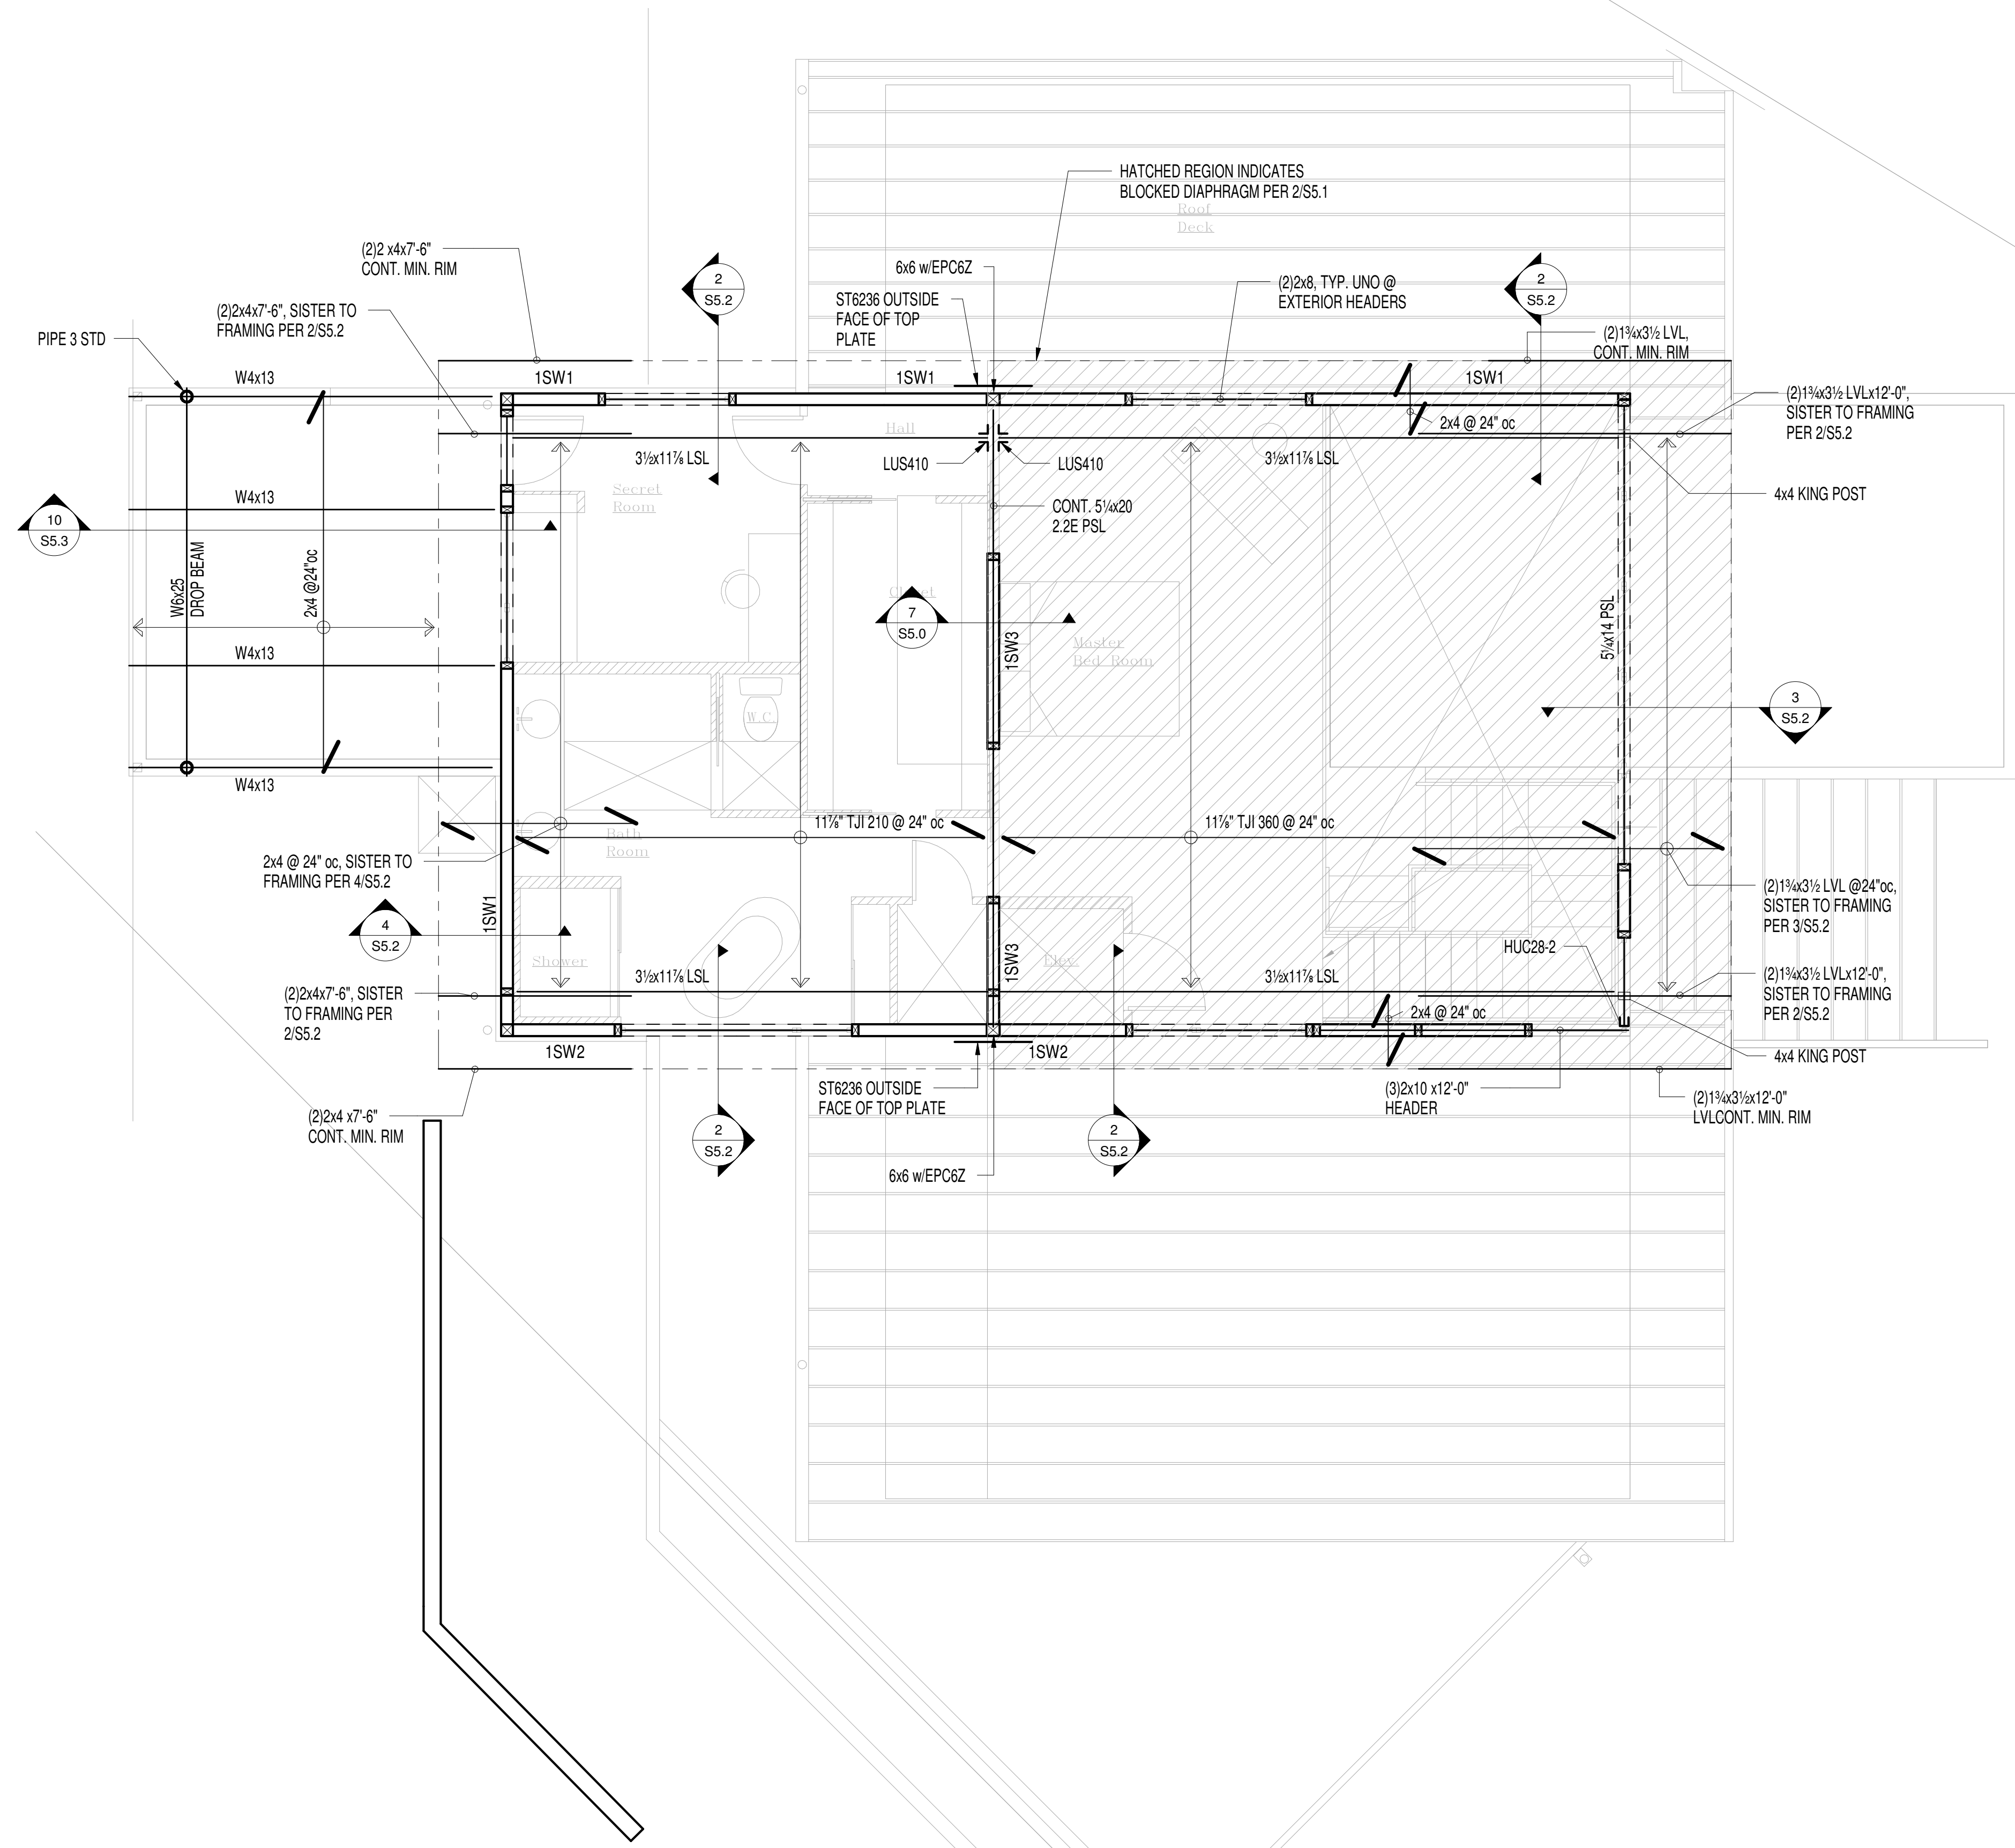 HATCHED REGION INDICATES
BLOCKED DIAPHRAGM PER 2/S5.1
Roof
Deck
(2)2 x4x7'-6"
CONT. MIN. RIM
2
S5.2
6x6 w/EPC6Z
(2)2x8, TYP. UNO @
EXTERIOR HEADERS
2
S5.2
(2)2x4x7'-6", SISTER TO
FRAMING PER 2/S5.2
ST6236 OUTSIDE
FACE OF TOP
PLATE
PIPE 3 STD
(2)1¾x3½ LVL,
CONT. MIN. RIM
W4x13
1SW1
1SW1
1SW1
(2)1¾x3½ LVLx12'-0",
SISTER TO FRAMING
PER 2/S5.2
2x4 @ 24" oc
Hall
3½x11⅞ LSL
LUS410
LUS410
3½x11⅞ LSL
Secret
Room
W4x13
CONT. 5¼x20
2.2E PSL
4x4 KING POST
10
S5.3
W6x25
DROP BEAM
2x4 @24"oc
Closet
7
S5.0
1SW3
Master
Bed Room
5¼x14 PSL
W4x13
W.C.
3
S5.2
W4x13
Bath
Room
11⅞" TJI 210 @ 24" oc
11⅞" TJI 360 @ 24" oc
2x4 @ 24" oc, SISTER TO
FRAMING PER 4/S5.2
(2)1¾x3½ LVL @24"oc,
SISTER TO FRAMING
PER 3/S5.2
1SW1
4
S5.2
Shower
1SW3
Elev.
HUC28-2
3½x11⅞ LSL
3½x11⅞ LSL
(2)1¾x3½ LVLx12'-0",
SISTER TO FRAMING
PER 2/S5.2
(2)2x4x7'-6", SISTER
TO FRAMING PER
2/S5.2
2x4 @ 24" oc
1SW2
1SW2
4x4 KING POST
ST6236 OUTSIDE
FACE OF TOP PLATE
(3)2x10 x12'-0"
HEADER
(2)1¾x3½x12'-0"
LVLCONT. MIN. RIM
(2)2x4 x7'-6"
CONT. MIN. RIM
2
S5.2
2
S5.2
6x6 w/EPC6Z